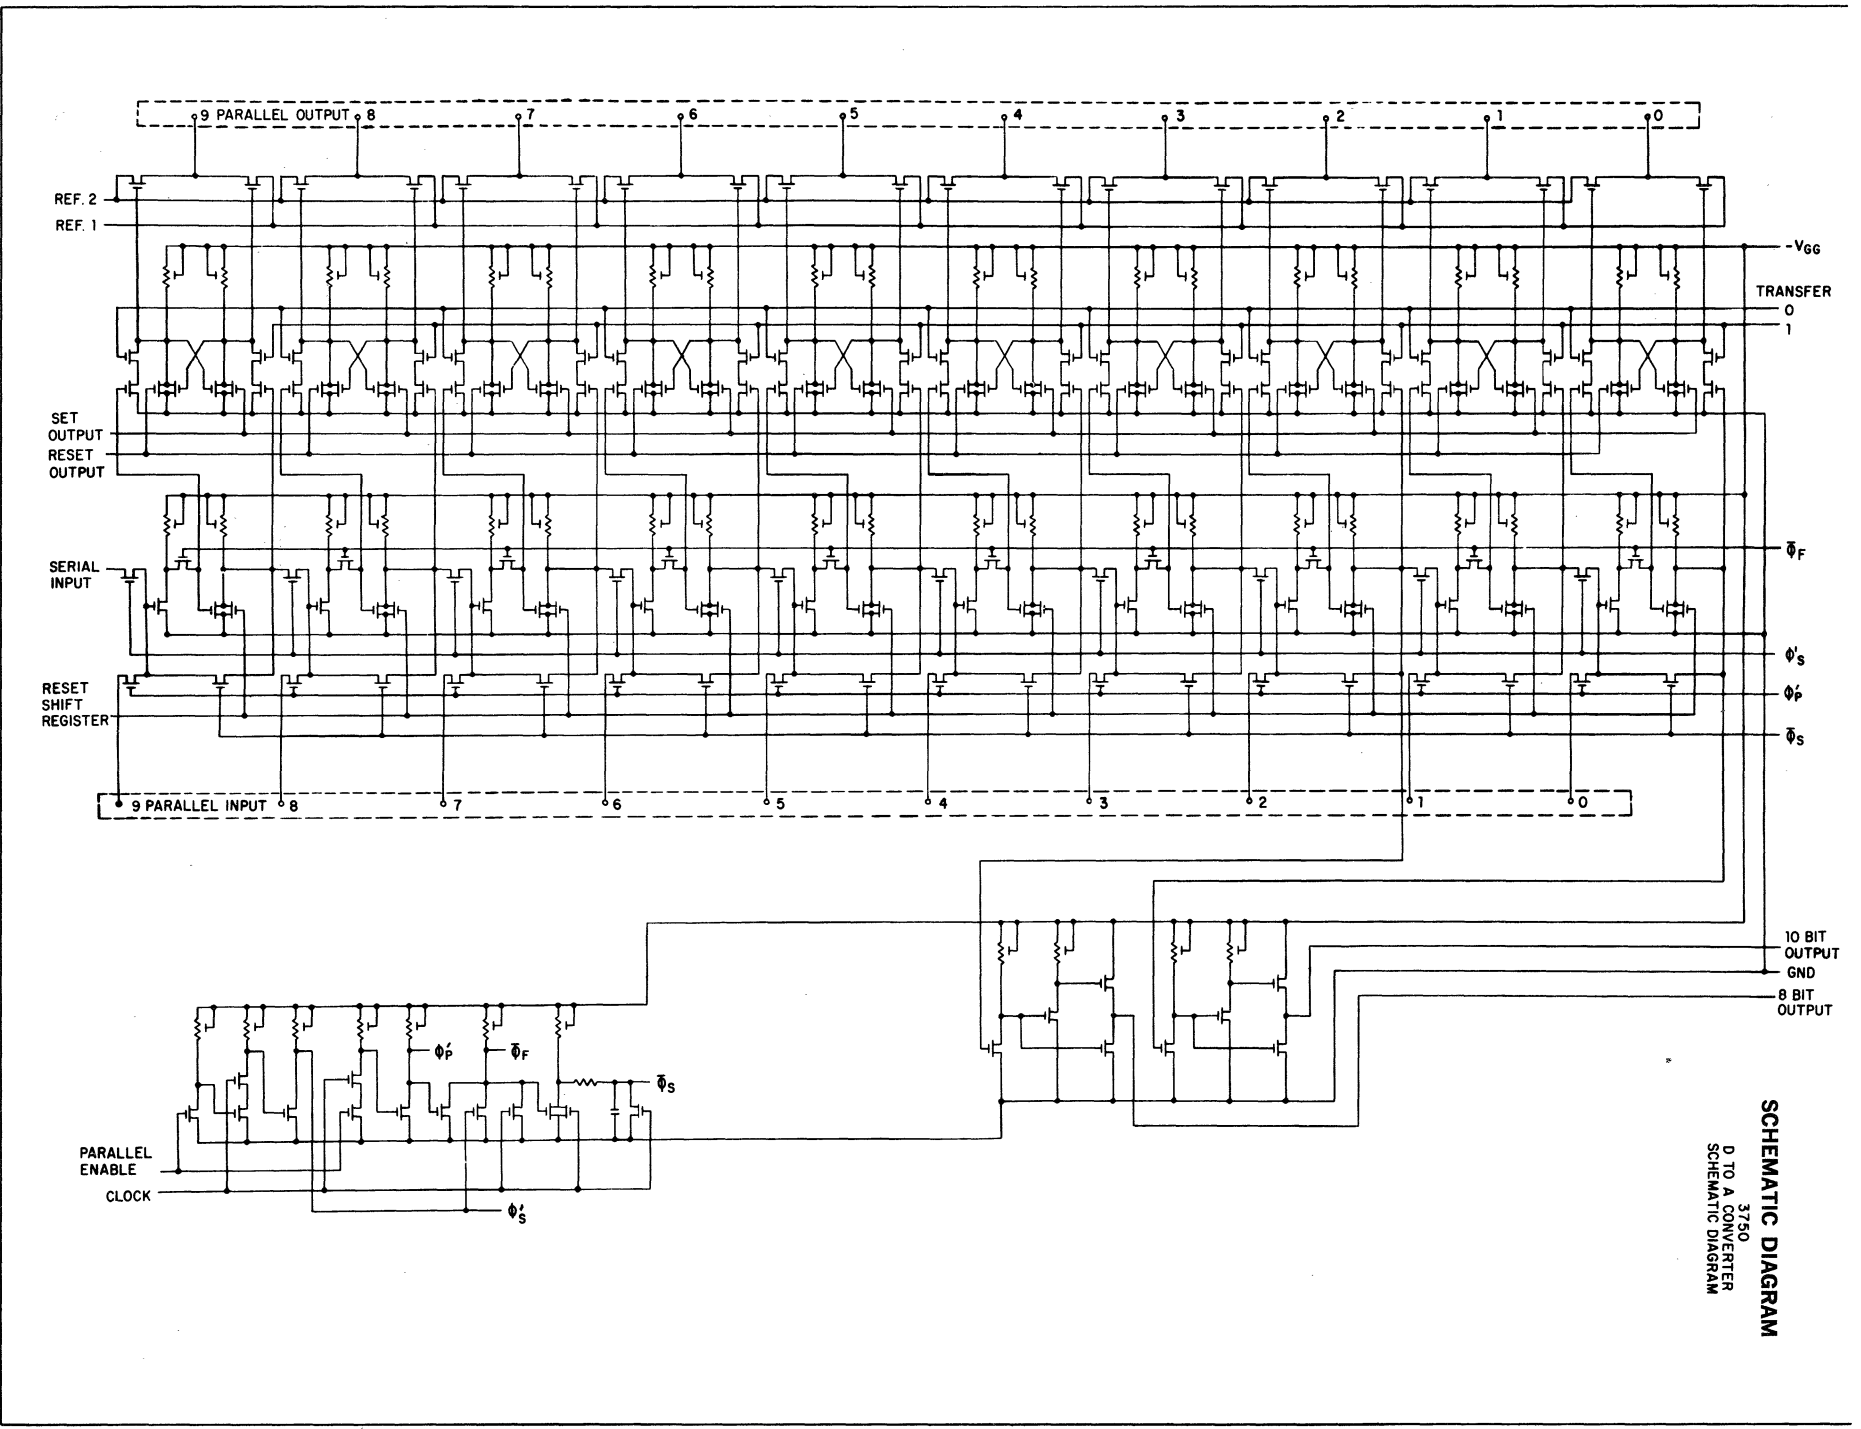 9 PARALLEL OUTPUT 8 7 6 5 4 3 2 1 0
REF. 2
REF. 1
-VGG
TRANSFER
0
1
SET
OUTPUT
RESET
OUTPUT
Φ̄F
SERIAL
INPUT
Φ'S
RESET
SHIFT
REGISTER
Φ'P
Φ̄S
9 PARALLEL INPUT 8 7 6 5 4 3 2 1 0
10 BIT
OUTPUT
GND
8 BIT
OUTPUT
Φ'P Φ̄F
Φ̄S
PARALLEL
ENABLE
CLOCK
Φ'S
SCHEMATIC DIAGRAM
3750
D TO A CONVERTER
SCHEMATIC DIAGRAM